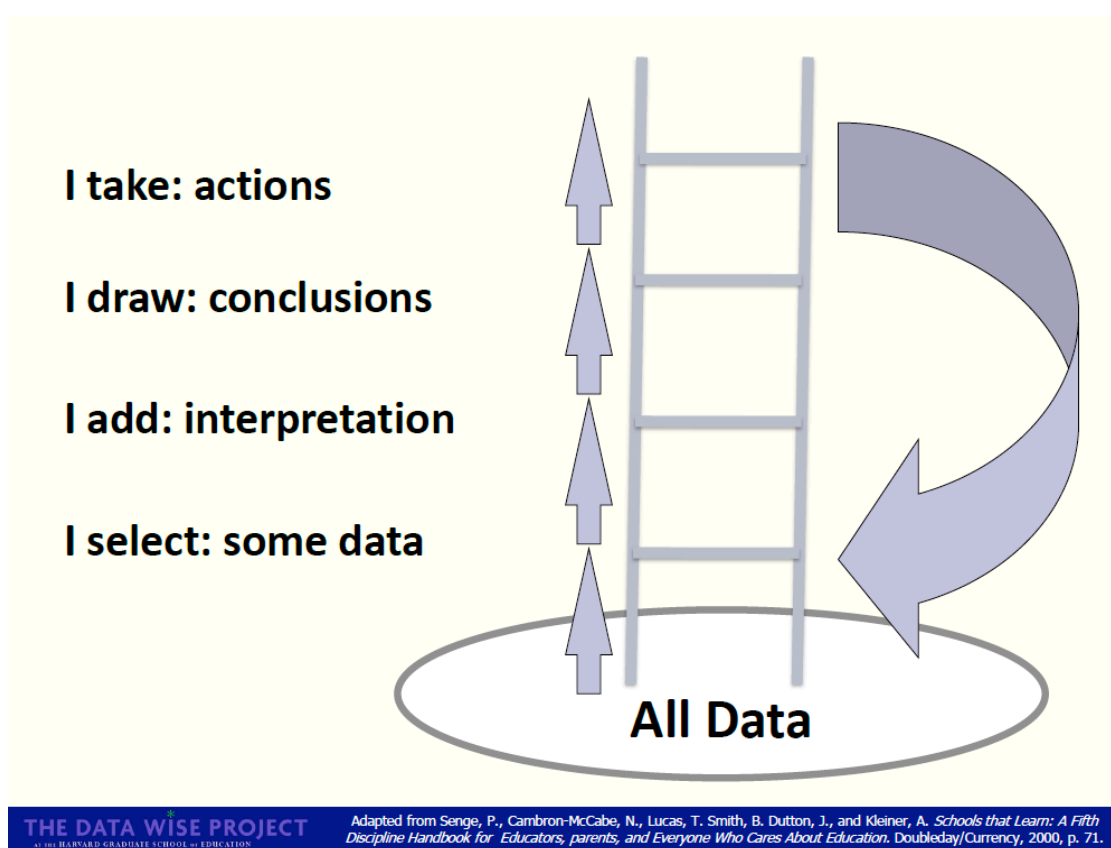 I take: actions
I draw: conclusions
I add: interpretation
I select: some data
All Data
THE DATA WISE PROJECT
AT THE HARVARD GRADUATE SCHOOL OF EDUCATION
Adapted from Senge, P., Cambron-McCabe, N., Lucas, T. Smith, B. Dutton, J., and Kleiner, A. Schools that Learn: A Fifth
Discipline Handbook for Educators, parents, and Everyone Who Cares About Education. Doubleday/Currency, 2000, p. 71.